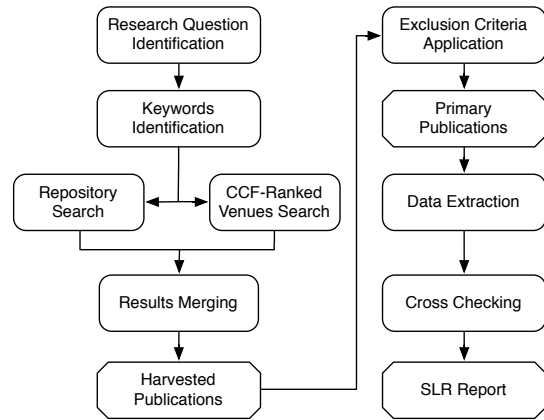 Research Question
Identification
Keywords
Identification
Repository
Search
CCF-Ranked
Venues Search
Results Merging
Harvested
Publications
Exclusion Criteria
Application
Primary
Publications
Data Extraction
Cross Checking
SLR Report